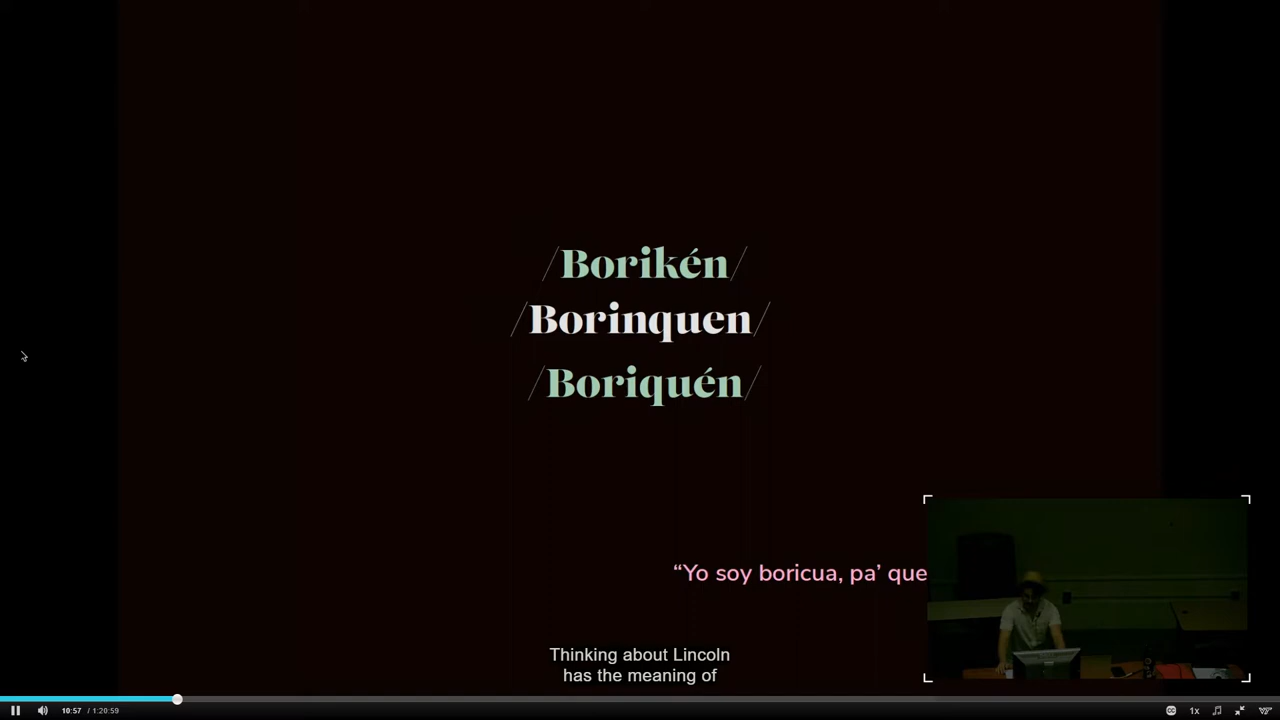 /Borikén/
/Borinquen/
/Boriquén/
“Yo soy boricua, pa’ que
Thinking about Lincoln
has the meaning of
10:57 / 1:20:59
CC
1x